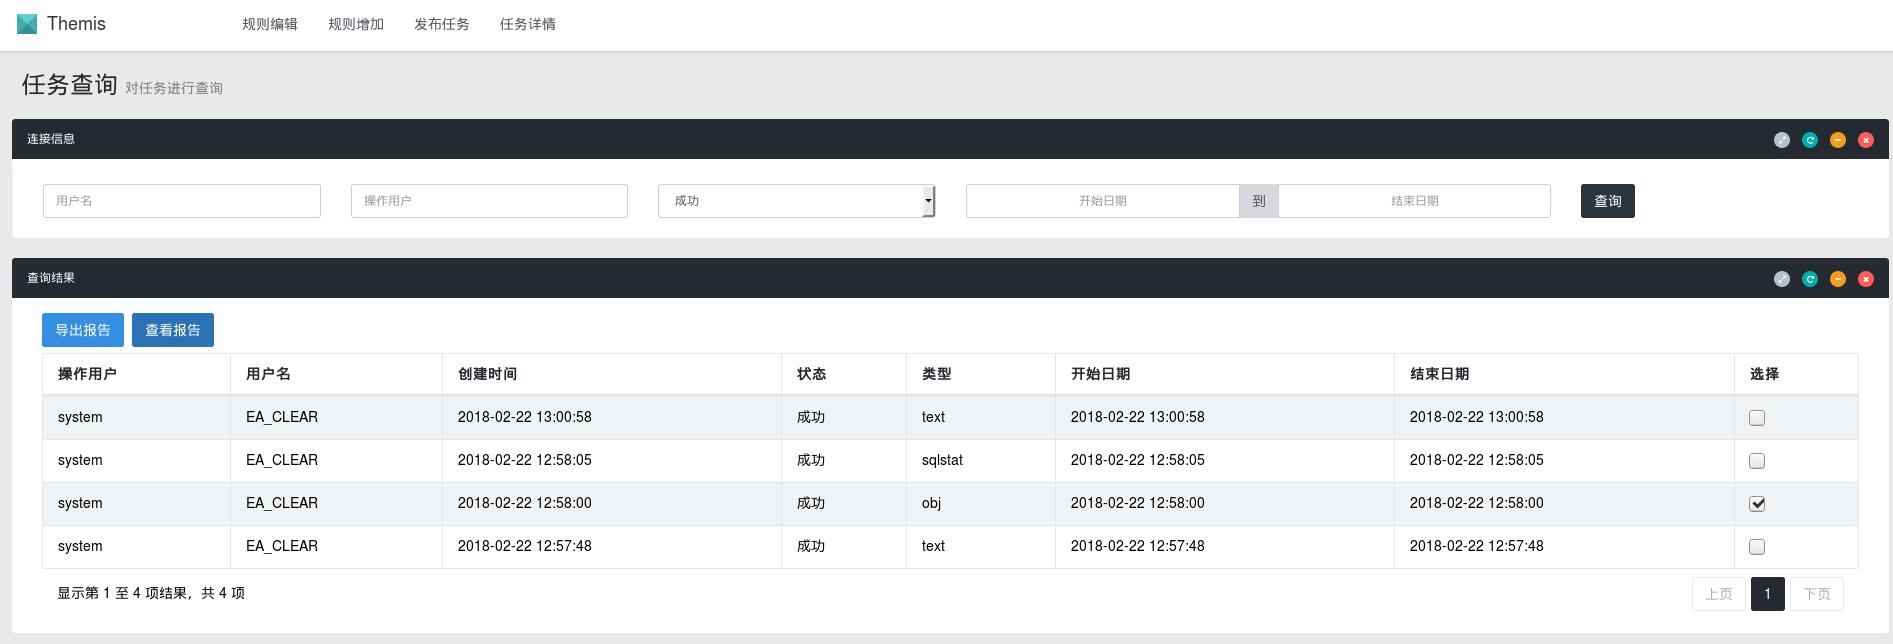 Themis 规则编辑 规则增加 发布任务 任务详情
任务查询 对任务进行查询
连接信息
用户名 操作用户 成功 开始日期 到 结束日期 查询
查询结果
导出报告 查看报告
操作用户 用户名 创建时间 状态 类型 开始日期 结束日期 选择
system EA_CLEAR 2018-02-22 13:00:58 成功 text 2018-02-22 13:00:58 2018-02-22 13:00:58
system EA_CLEAR 2018-02-22 12:58:05 成功 sqlstat 2018-02-22 12:58:05 2018-02-22 12:58:05
system EA_CLEAR 2018-02-22 12:58:00 成功 obj 2018-02-22 12:58:00 2018-02-22 12:58:00
system EA_CLEAR 2018-02-22 12:57:48 成功 text 2018-02-22 12:57:48 2018-02-22 12:57:48
显示第 1 至 4 项结果，共 4 项 上页 1 下页